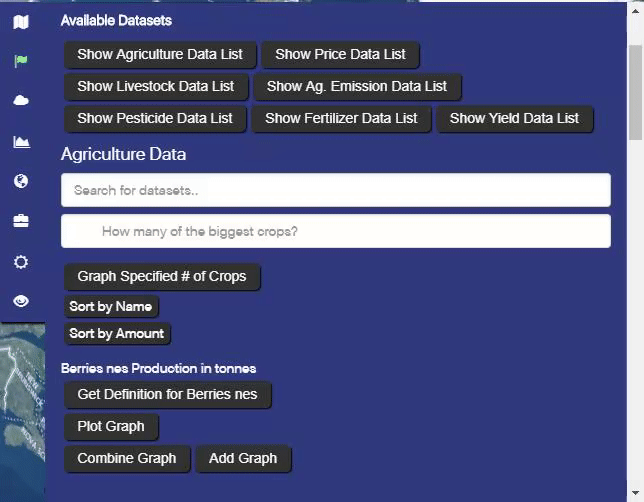 Available Datasets
Show Agriculture Data List Show Price Data List
Show Livestock Data List Show Ag. Emission Data List
Show Pesticide Data List Show Fertilizer Data List Show Yield Data List
Agriculture Data
Search for datasets..
How many of the biggest crops?
Graph Specified # of Crops
Sort by Name
Sort by Amount
Berries nes Production in tonnes
Get Definition for Berries nes
Plot Graph
Combine Graph Add Graph
NEW